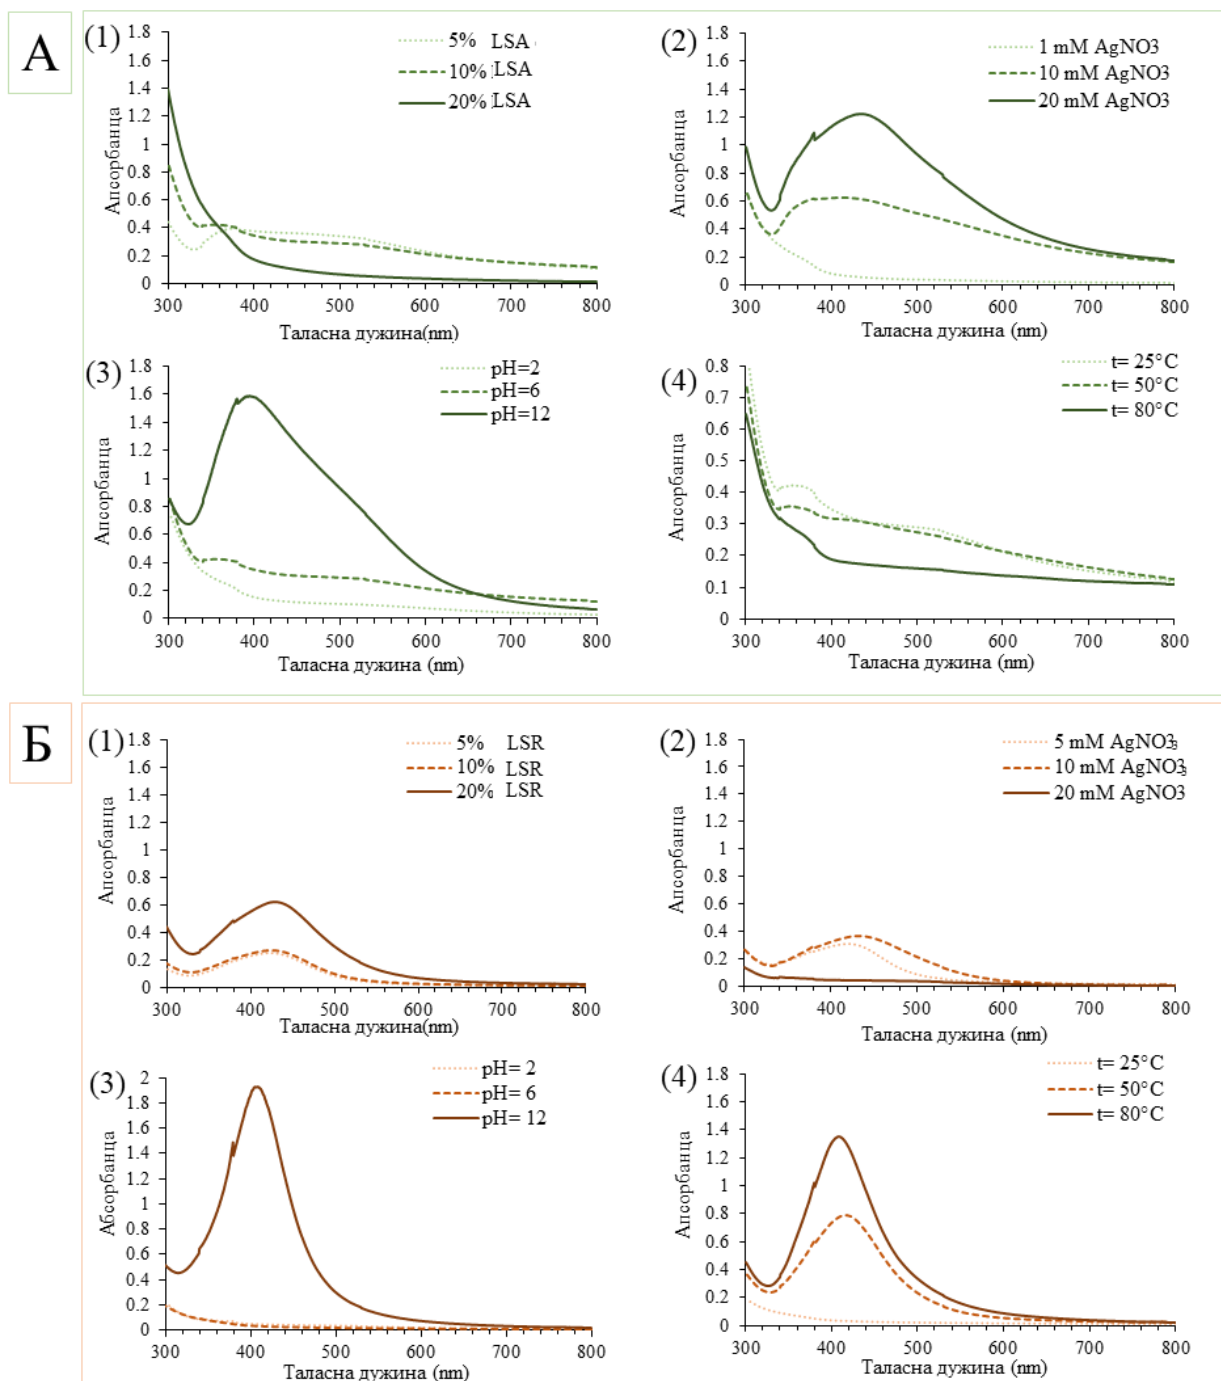 А
(1)
5% LSA
10% LSA
20% LSA
Апсорбанца
1.8
1.6
1.4
1.2
1
0.8
0.6
0.4
0.2
0
300 400 500 600 700 800
Таласна дужина(nm)
(2)
1 mM AgNO3
10 mM AgNO3
20 mM AgNO3
Апсорбанца
1.8
1.6
1.4
1.2
1
0.8
0.6
0.4
0.2
0
300 400 500 600 700 800
Таласна дужина (nm)
(3)
pH=2
pH=6
pH=12
Апсорбанца
1.8
1.6
1.4
1.2
1
0.8
0.6
0.4
0.2
0
300 400 500 600 700 800
Таласна дужина (nm)
(4)
t= 25°C
t= 50°C
t= 80°C
Апсорбанца
0.8
0.7
0.6
0.5
0.4
0.3
0.2
0.1
0
300 400 500 600 700 800
Таласна дужина (nm)
Б
(1)
5% LSR
10% LSR
20% LSR
Апсорбанца
1.8
1.6
1.4
1.2
1
0.8
0.6
0.4
0.2
0
300 400 500 600 700 800
Таласна дужина(nm)
(2)
5 mM AgNO3
10 mM AgNO3
20 mM AgNO3
Апсорбанца
1.8
1.6
1.4
1.2
1
0.8
0.6
0.4
0.2
0
300 400 500 600 700 800
Таласна дужина (nm)
(3)
pH= 2
pH= 6
pH= 12
Абсорбанца
2
1.8
1.6
1.4
1.2
1
0.8
0.6
0.4
0.2
0
300 400 500 600 700 800
Таласна дужина (nm)
(4)
t= 25°C
t= 50°C
t= 80°C
Апсорбанца
1.8
1.6
1.4
1.2
1
0.8
0.6
0.4
0.2
0
300 400 500 600 700 800
Таласна дужина (nm)